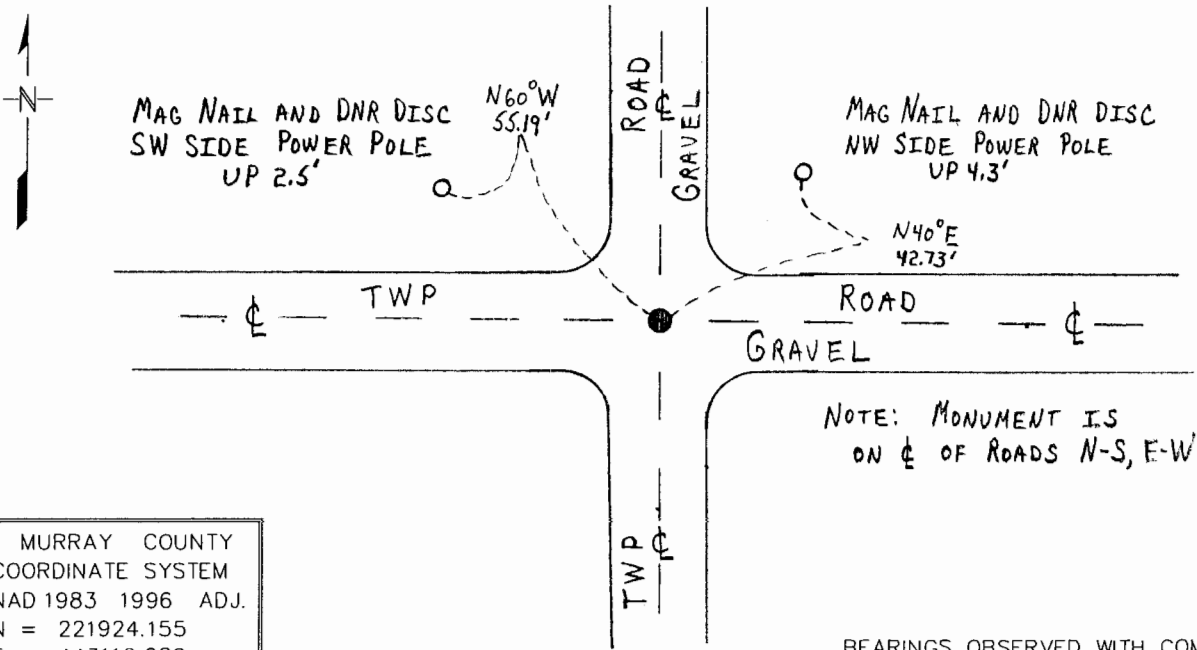 N
MAG NAIL AND DNR DISC
SW SIDE POWER POLE
UP 2.5'
N60°W
55.19'
ROAD ℄
GRAVEL
MAG NAIL AND DNR DISC
NW SIDE POWER POLE
UP 4.3'
N40°E
42.73'
℄ TWP
ROAD ℄
GRAVEL
NOTE: MONUMENT IS
ON ℄ OF ROADS N-S, E-W
TWP ℄
MURRAY COUNTY
COORDINATE SYSTEM
NAD 1983 1996 ADJ.
N = 221924.155
BEARINGS OBSERVED WITH COM